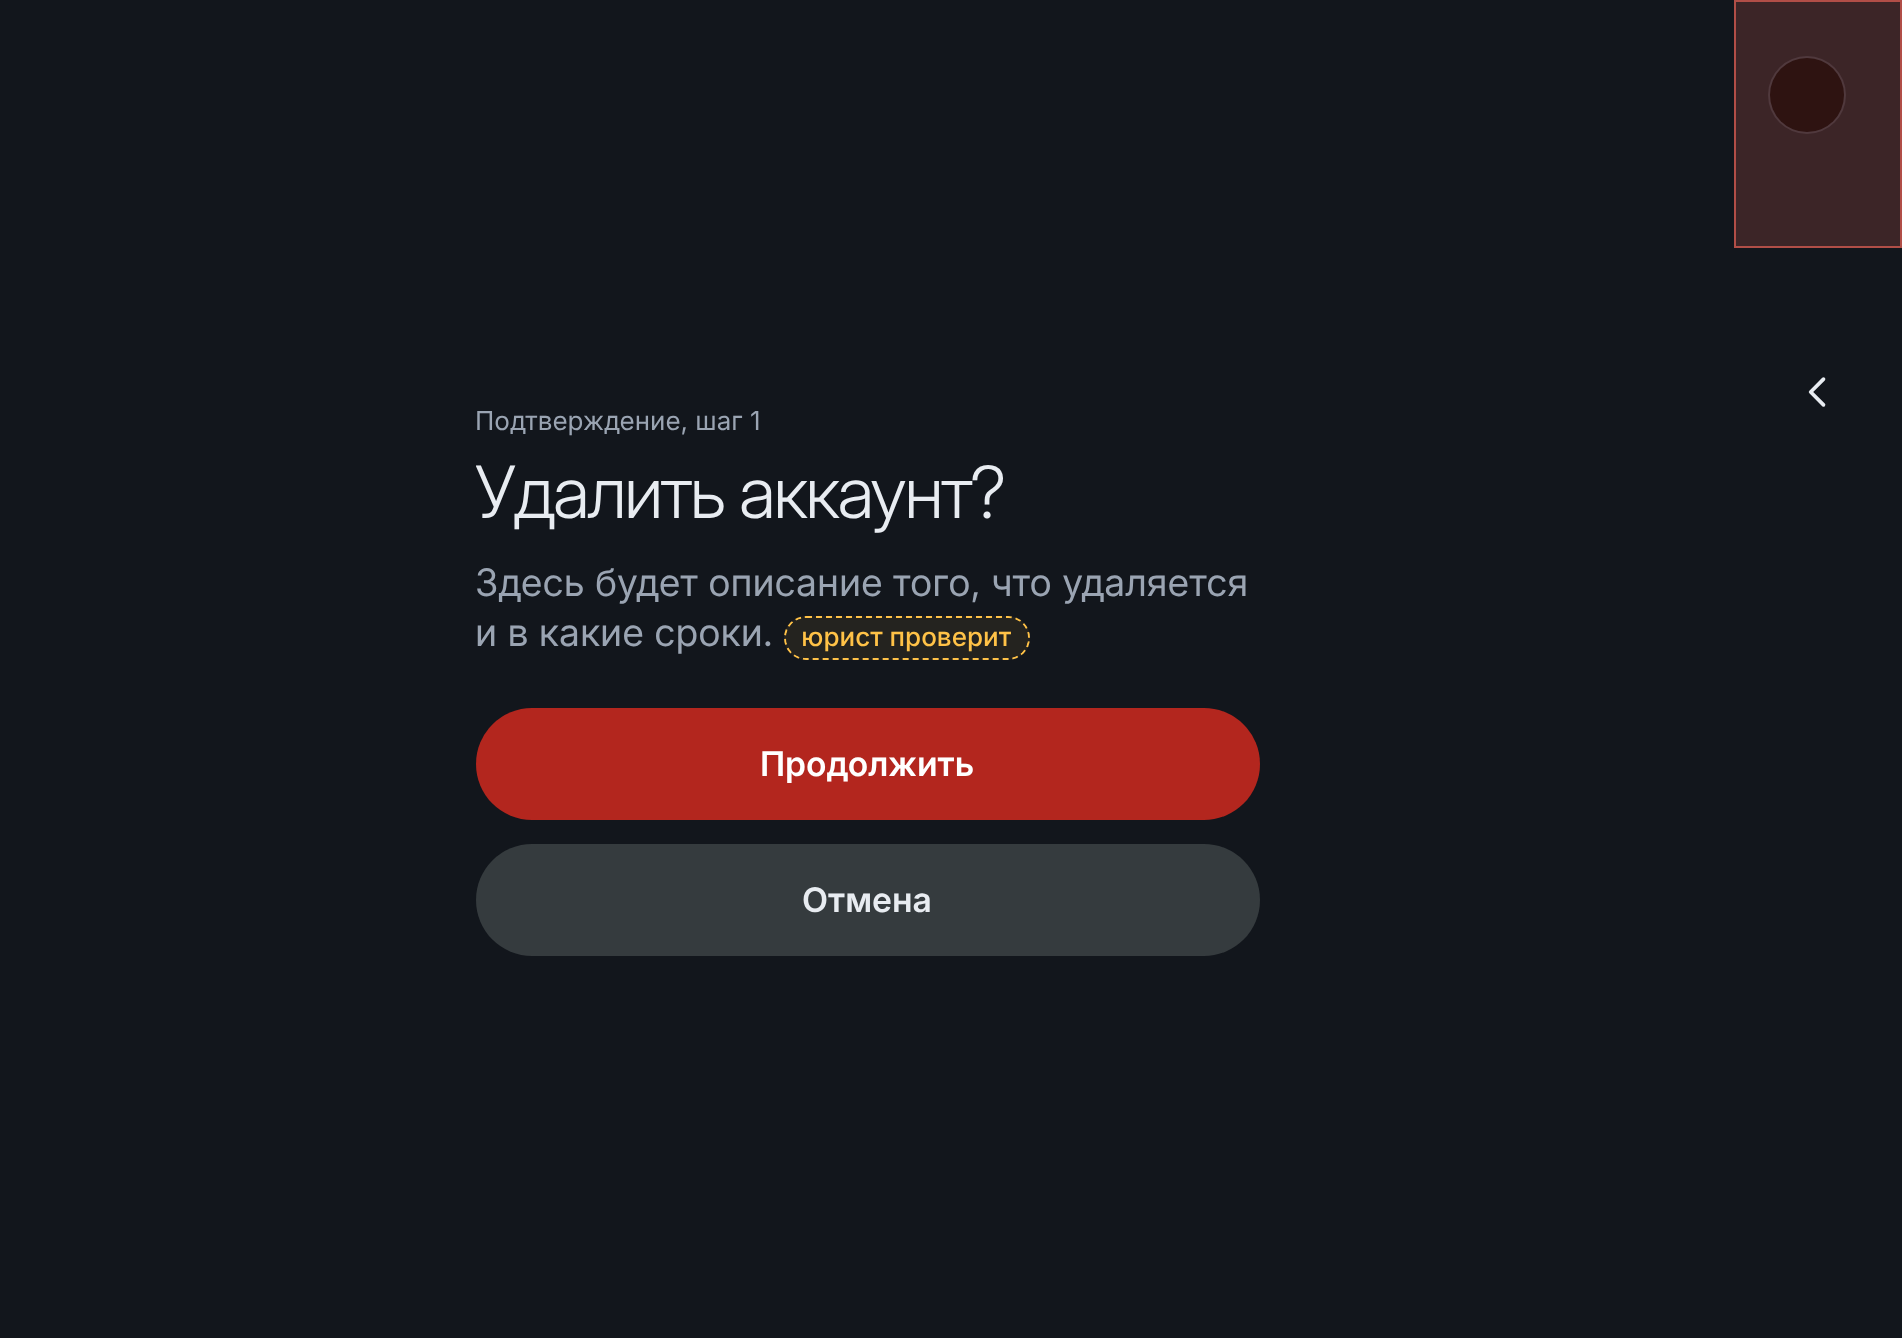 Подтверждение, шаг 1
Удалить аккаунт?
Здесь будет описание того, что удаляется
и в какие сроки. юрист проверит
Продолжить
Отмена